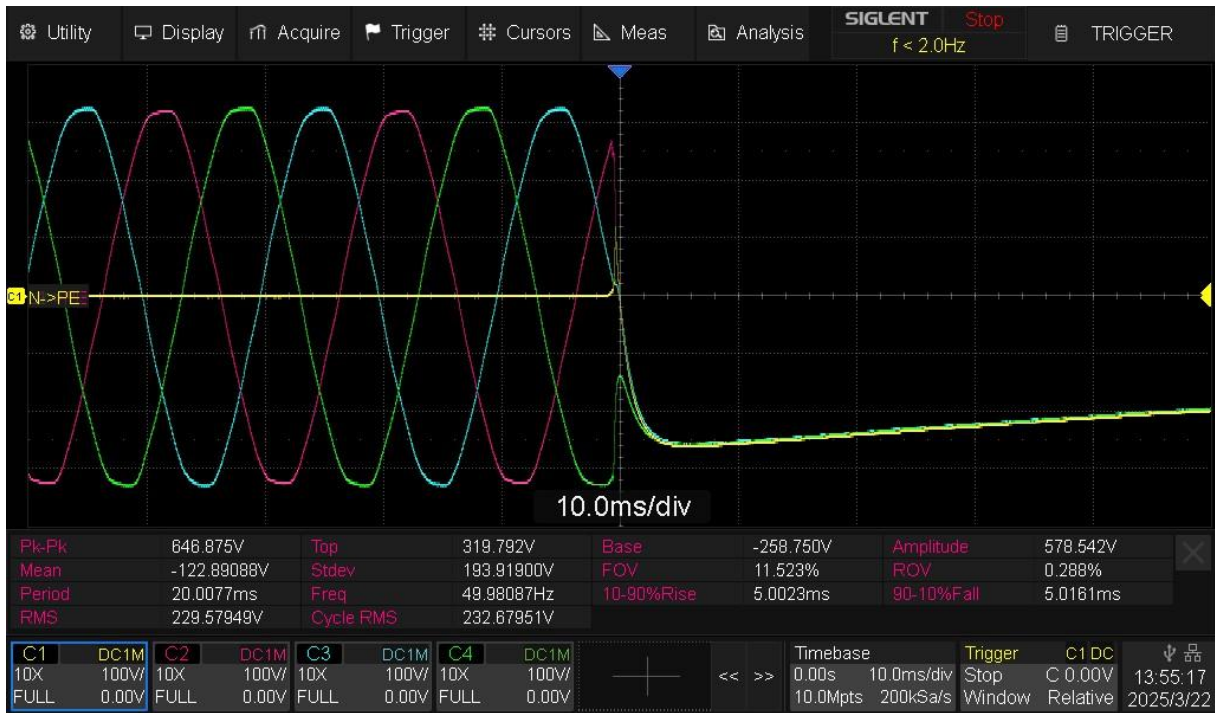 Utility Display Acquire Trigger Cursors Meas Analysis SIGLENT Stop TRIGGER
f < 2.0Hz
C1 N->PE
10.0ms/div
Pk-Pk 646.875V Top 319.792V Base -258.750V Amplitude 578.542V
Mean -122.89088V Stdev 193.91900V FOV 11.523% ROV 0.288%
Period 20.0077ms Freq 49.98087Hz 10-90%Rise 5.0023ms 90-10%Fall 5.0161ms
RMS 229.57949V Cycle RMS 232.67951V
C1 DC1M C2 DC1M C3 DC1M C4 DC1M Timebase Trigger C1 DC
10X 100V/ 10X 100V/ 10X 100V/ 10X 100V/ << >> 0.00s 10.0ms/div Stop C 0.00V 13:55:17
FULL 0.00V FULL 0.00V FULL 0.00V FULL 0.00V 10.0Mpts 200kSa/s Window Relative 2025/3/22